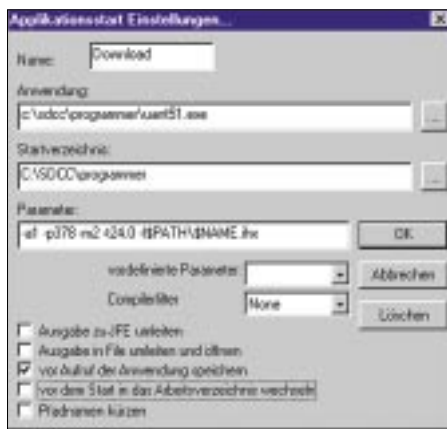 Applikationsstart Einstellungen...
Name: Download
Anwendung:
c:\sdcc\programmer\uart51.exe ...
Startverzeichnis:
C:\SDCC\programmer ...
Parameter:
-p378 OK
vordefinierte Parameter: Abbrechen
Compilerfilter None
Löschen
Ausgabe zu JFE umleiten
Ausgabe in File umleiten und öffnen
vor Aufruf der Anwendung speichern
vor dem Start in das Arbeitsverzeichnis wechseln
Pfadnamen kürzen